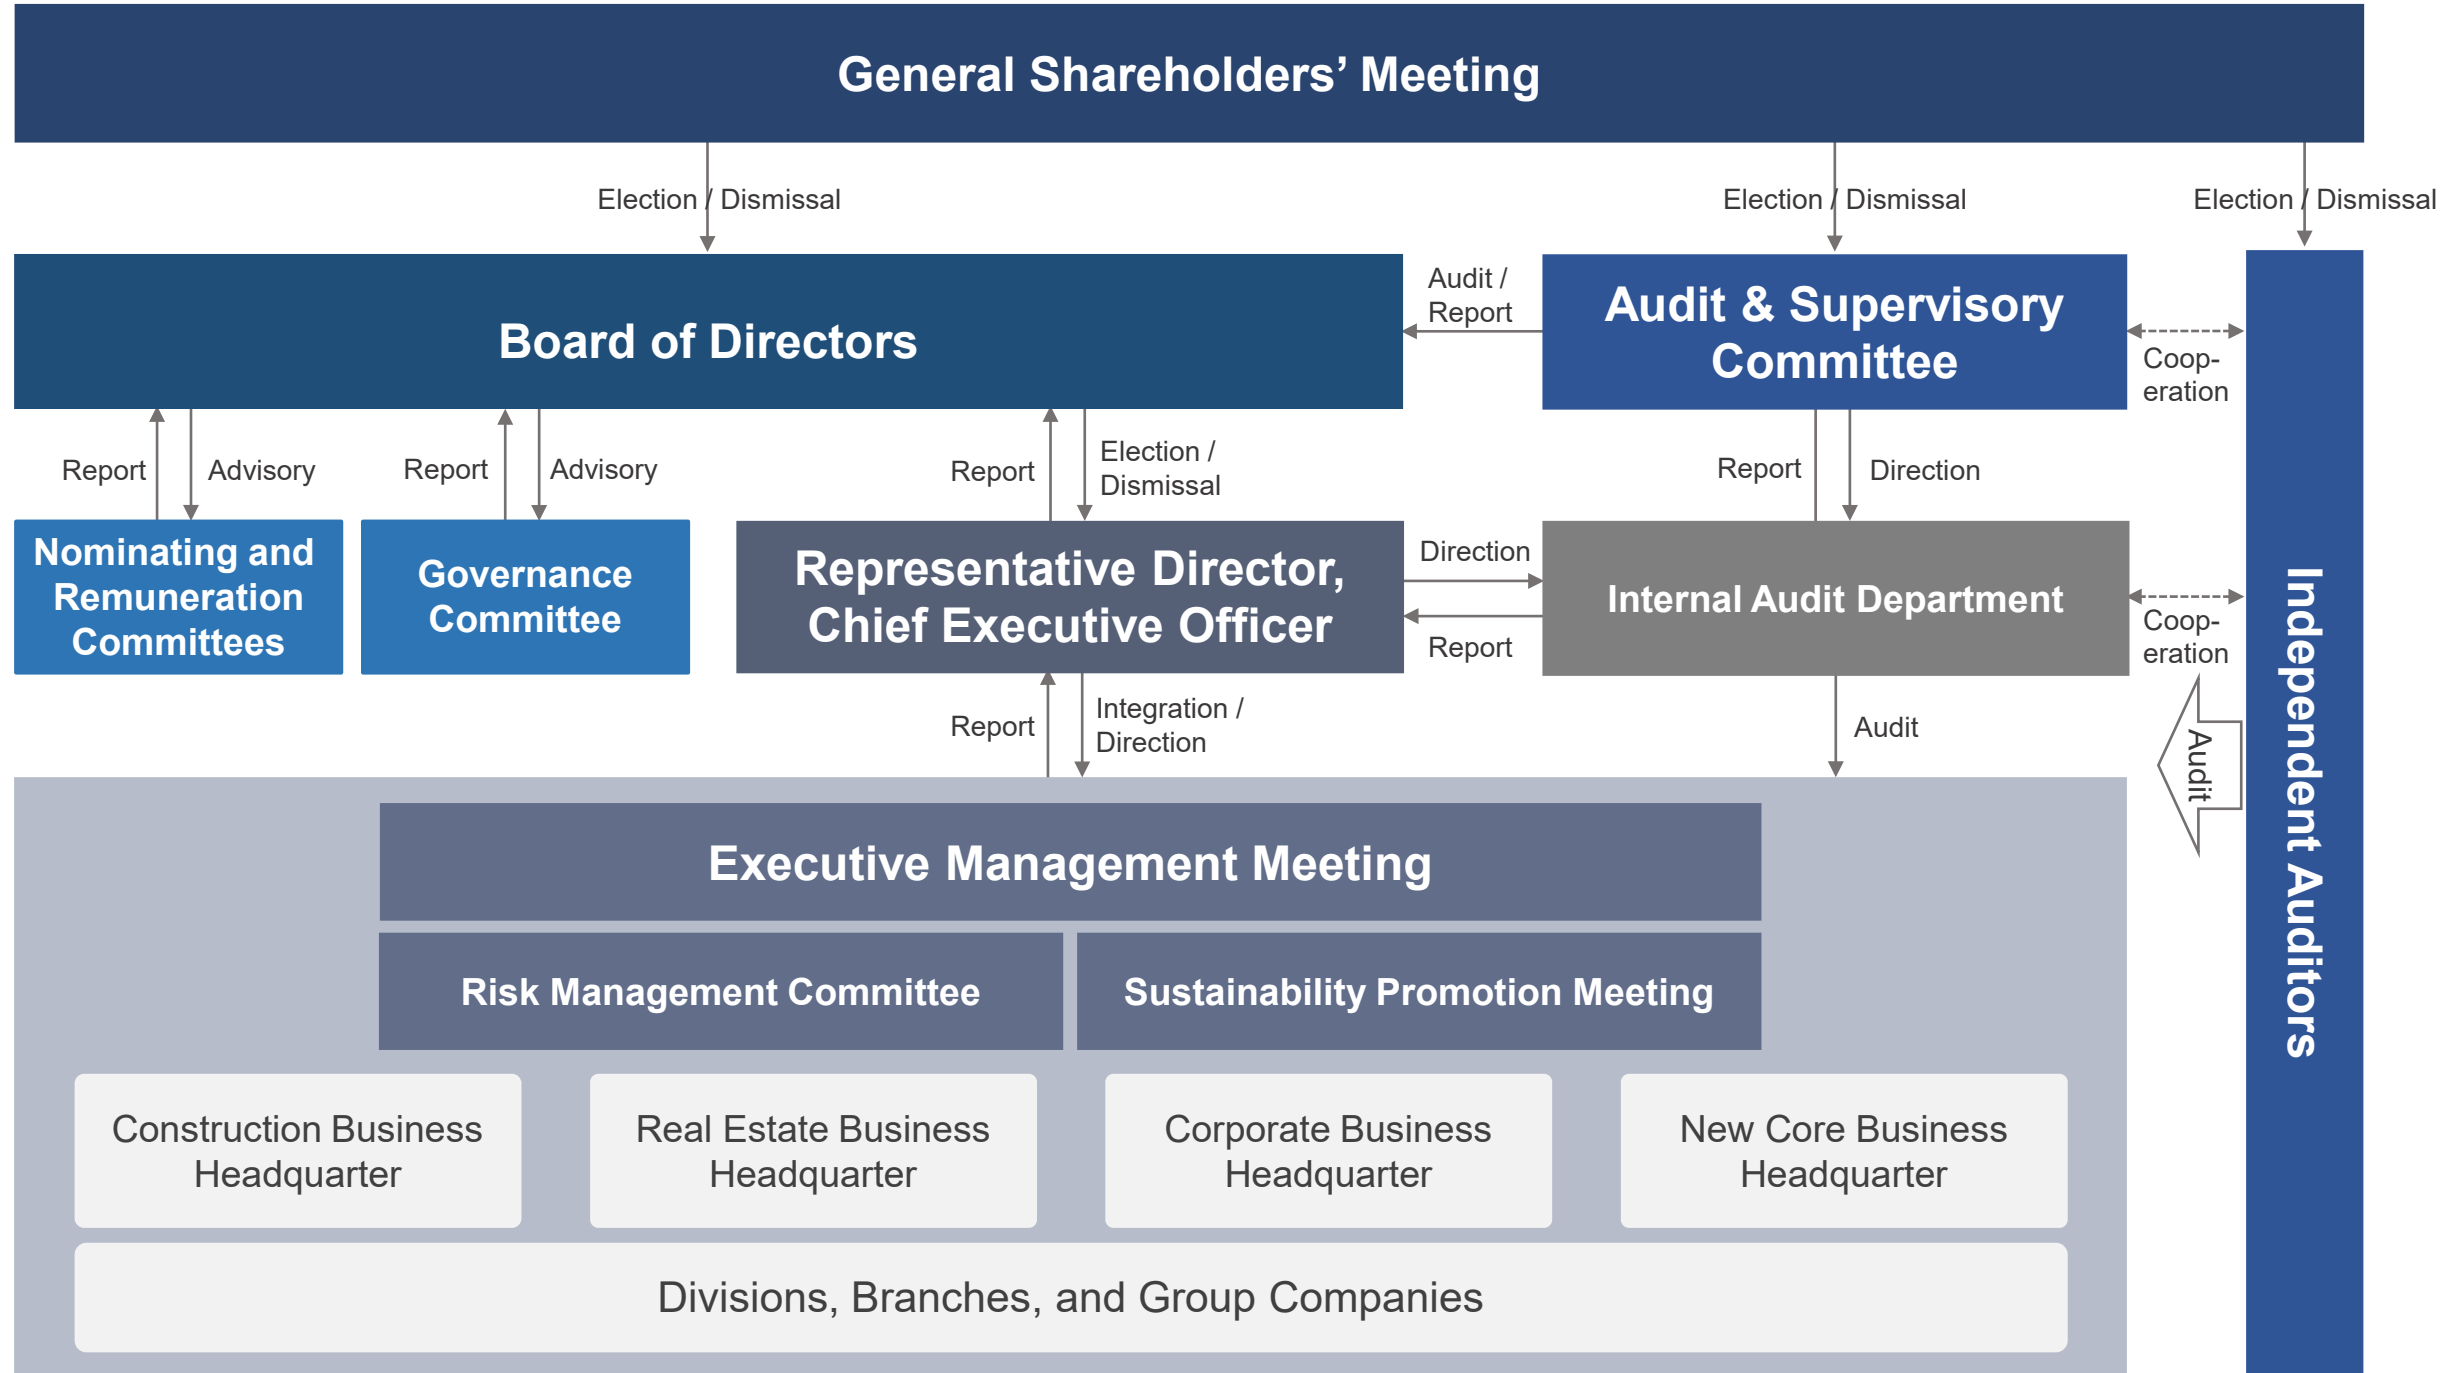 General Shareholders’ Meeting
Election / Dismissal
Election / Dismissal
Election / Dismissal
Board of Directors
Audit /
Report
Audit & Supervisory
Committee
Coop-
eration
Report
Advisory
Report
Advisory
Report
Election /
Dismissal
Report
Direction
Nominating and
Remuneration
Committees
Governance
Committee
Representative Director,
Chief Executive Officer
Direction
Report
Internal Audit Department
Coop-
eration
Independent Auditors
Report
Integration /
Direction
Audit
Audit
Executive Management Meeting
Risk Management Committee
Sustainability Promotion Meeting
Construction Business
Headquarter
Real Estate Business
Headquarter
Corporate Business
Headquarter
New Core Business
Headquarter
Divisions, Branches, and Group Companies